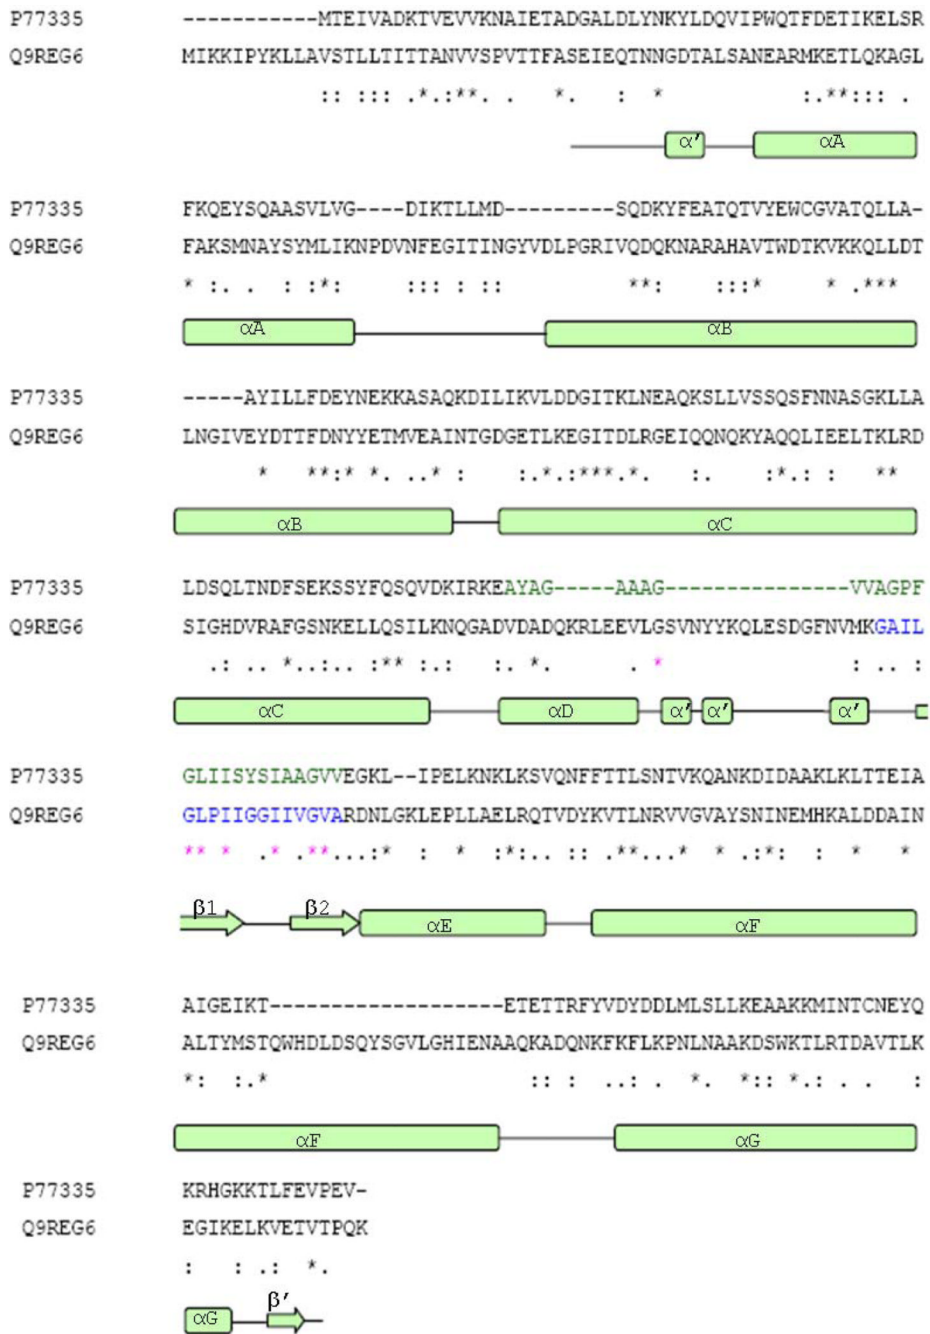 P77335 -----------MTEIVADKTVEVVKNAIETADGALDLYNKYLDQVIPWQTFDETIKELSR
Q9REG6 MIKKIPYKLLAVSTLLTITTANVVSPVTTFASEIEQTNNGDTALSANEARMKETLQKAGL
:: ::: .*.:**. . *. : * :.**::: .
α' αA
P77335 FKQEYSQAASVLVG----DIKTLLMD---------SQDKYFEATQTVYEWCGVATQLLA-
Q9REG6 FAKSMNAYSYMLIKNPDVNFEGITINGYVDLPGRIVQDQKNARAHAVTWDTKVKKQLLDT
* :. . : :*: ::: : :: **: :::* * .***
αA αB
P77335 -----AYILLFDEYNEKKASAQKDILIKVLDDGITKLNEAQKSLLVSSQSFNNASGKLLA
Q9REG6 LNGIVEYDTTFDNYYETMVEAINTGDGETLKEGITDLRGEIQQNQKYAQQLIEELTKLRD
* **:* *. ..* : :.*.:***.*. :. :*.: : **
αB αC
P77335 LDSQLTNDFSEKSSYFQSQVDKIRKEAYAG-----AAAG---------------VVAGPF
Q9REG6 SIGHDVRAFGSNKELLQSILKNQGADVDADQKRLEEVLGSVNYYKQLESDGFNVMKGAIL
.: .. *..:.. :** :.: :. *. . * : .. :
αC αD α' α' α'
P77335 GLIISYSIAAGVVEGKL--IPELKNKLKSVQNFFTTLSNTVKQANKDIDAAKLKLTTEIA
Q9REG6 GLPIIGGIIVGVARDNLGKLEPLLAELRQTVDYKVTLNRVVGVAYSNINEMHKALDDAIN
** * .* .**...:* : * :*:.. :: .**...* * .:*: : * *
β1 β2 αE αF
P77335 AIGEIKT-------------------ETETTRFYVDYDDLMLSLLKEAAKKMINTCNEYQ
Q9REG6 ALTYMSTQWHDLDSQYSGVLGHIENAAQKADQNKFKFLKPNLNAAKDSWKTLRTDAVTLK
*: :.* :: : ..: . *. *:: *.: . . :
αF αG
P77335 KRHGKKTLFEVPEV-
Q9REG6 EGIKELKVETVTPQK
: : .: *.
αG β'